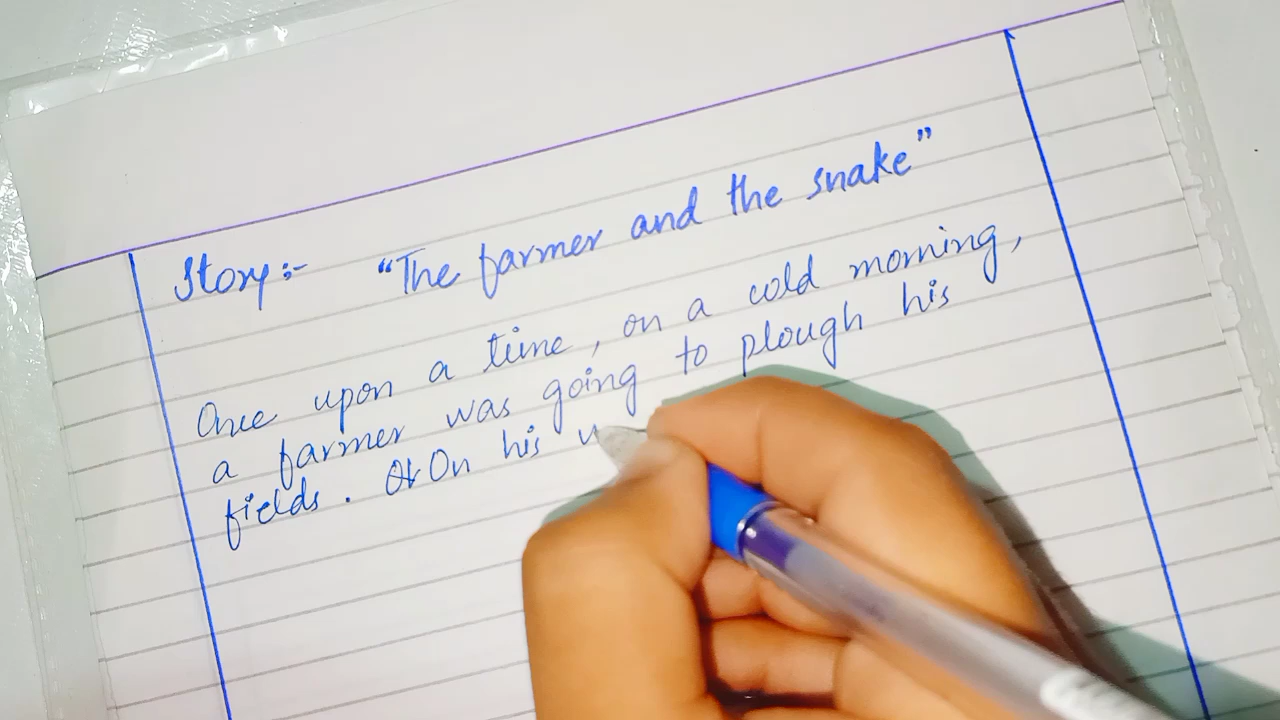 Story:- "The farmer and the snake"
Once upon a time, on a cold morning,
a farmer was going to plough his
fields. On his